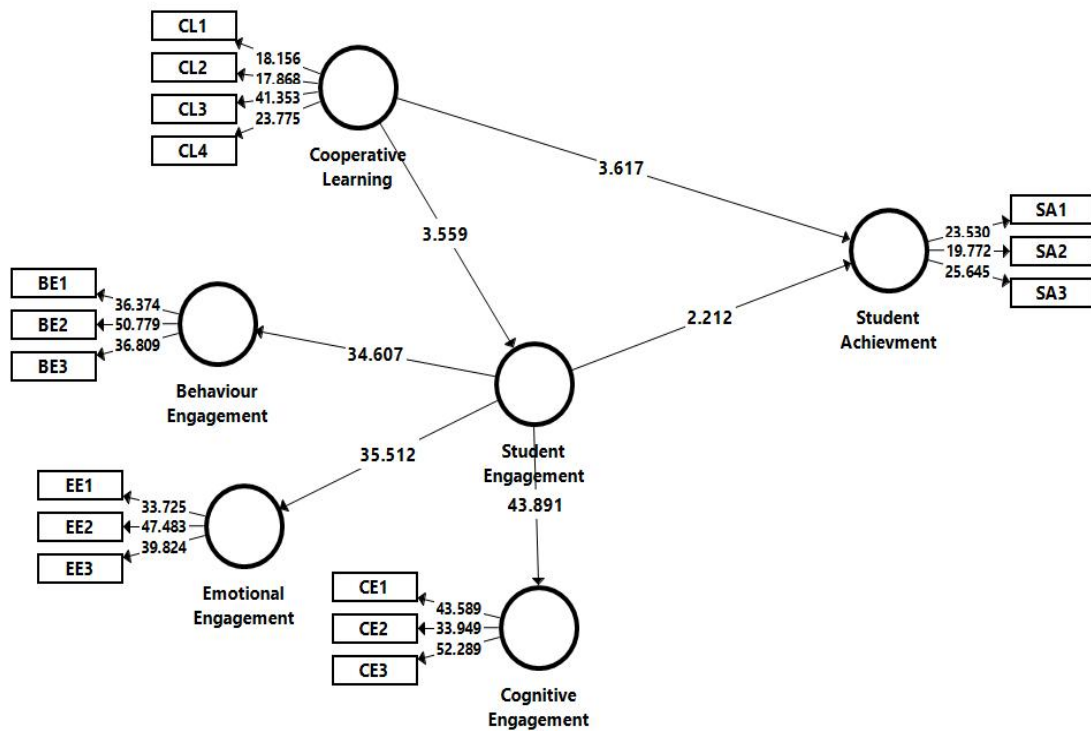 CL1
18.156
CL2
17.868
CL3
41.353
CL4
23.775
Cooperative
Learning
3.617
3.559
SA1
23.530
SA2
19.772
SA3
25.645
Student
Achievment
2.212
BE1
36.374
BE2
50.779
BE3
36.809
Behaviour
Engagement
34.607
Student
Engagement
35.512
43.891
EE1
33.725
EE2
47.483
EE3
39.824
Emotional
Engagement
CE1
43.589
CE2
33.949
CE3
52.289
Cognitive
Engagement